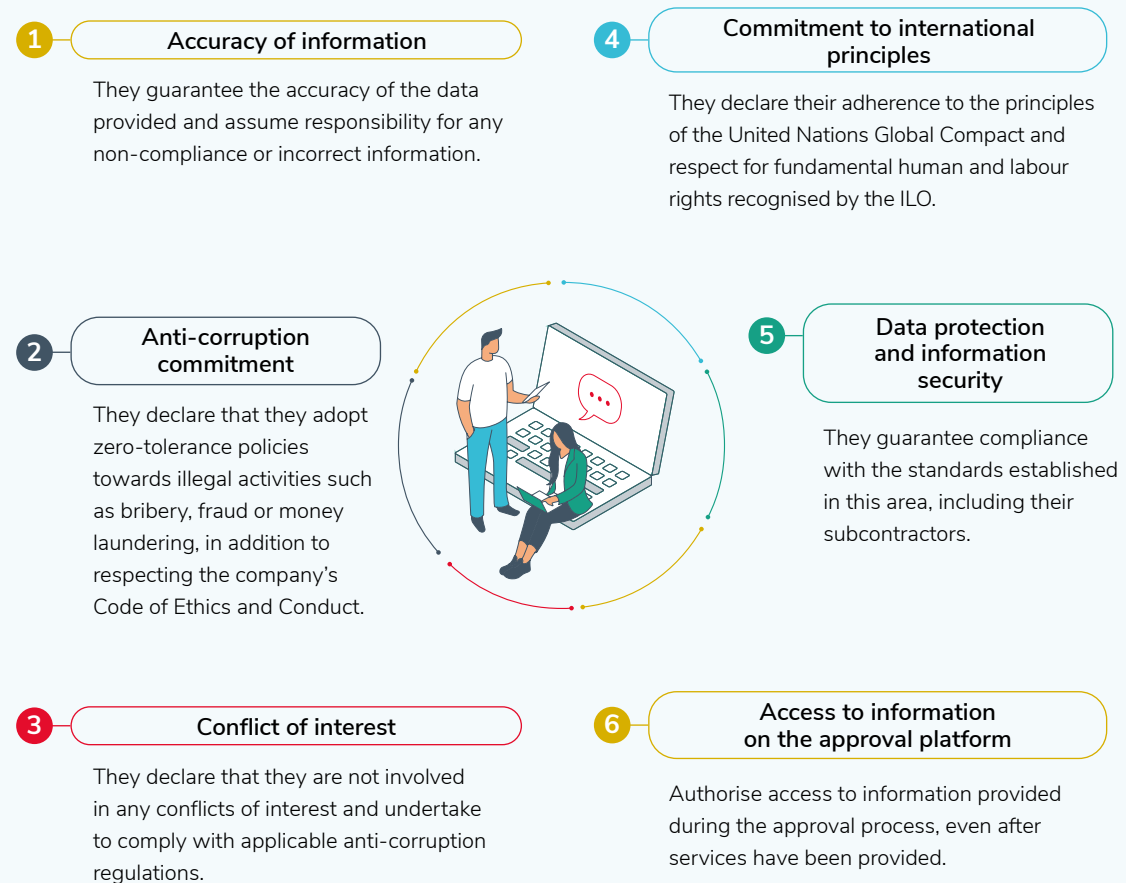 1
Accuracy of information
They guarantee the accuracy of the data
provided and assume responsibility for any
non-compliance or incorrect information.
2
Anti-corruption
commitment
They declare that they adopt
zero-tolerance policies
towards illegal activities such
as bribery, fraud or money
laundering, in addition to
respecting the company’s
Code of Ethics and Conduct.
3
Conflict of interest
They declare that they are not involved
in any conflicts of interest and undertake
to comply with applicable anti-corruption
regulations.
4
Commitment to international
principles
They declare their adherence to the principles
of the United Nations Global Compact and
respect for fundamental human and labour
rights recognised by the ILO.
5
Data protection
and information
security
They guarantee compliance
with the standards established
in this area, including their
subcontractors.
6
Access to information
on the approval platform
Authorise access to information provided
during the approval process, even after
services have been provided.